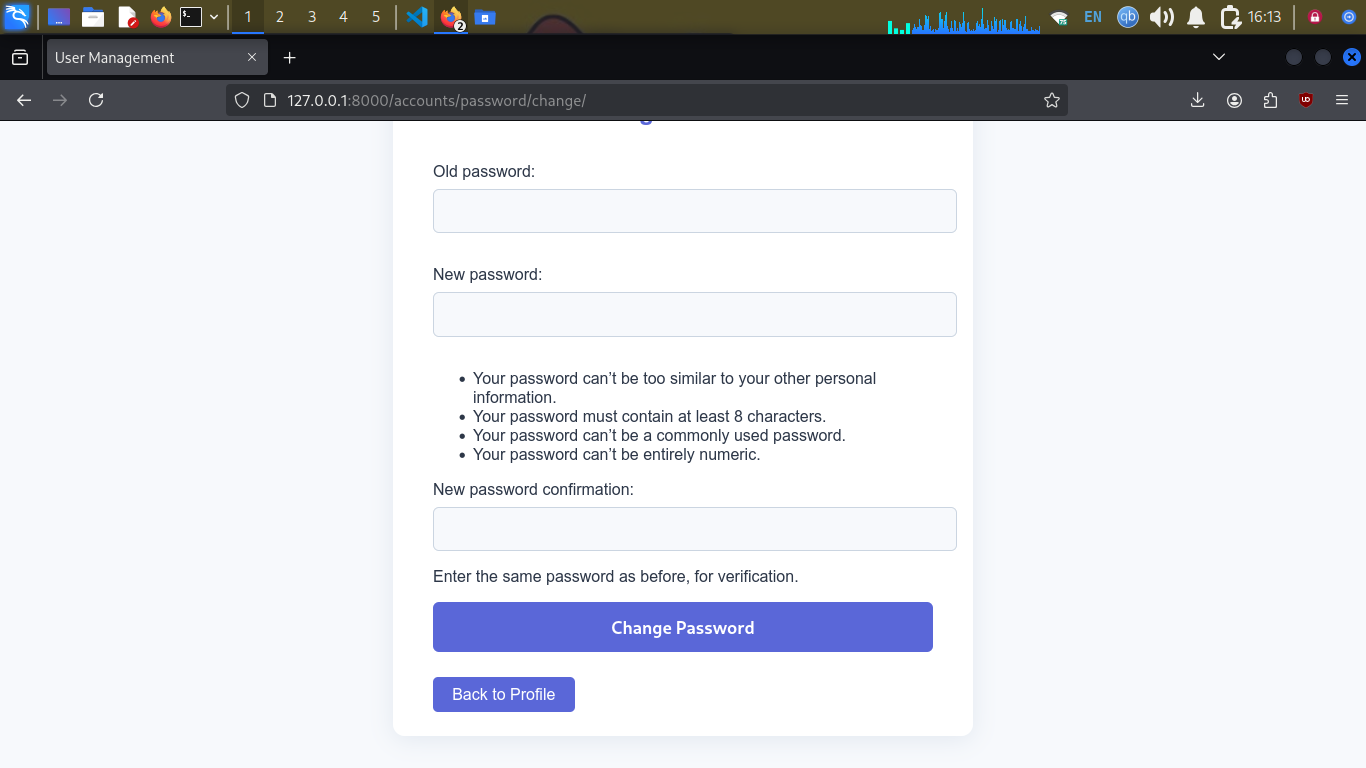 1 2 3 4 5 2 EN qb 16:13
User Management
127.0.0.1:8000/accounts/password/change/
Old password:
New password:
Your password can’t be too similar to your other personal
information.
Your password must contain at least 8 characters.
Your password can’t be a commonly used password.
Your password can’t be entirely numeric.
New password confirmation:
Enter the same password as before, for verification.
Change Password
Back to Profile